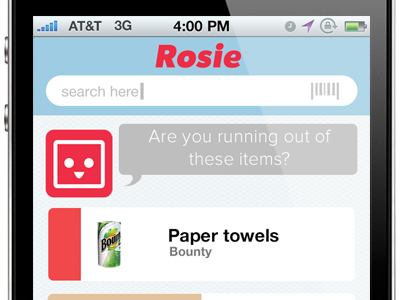 AT&T 3G 4:00 PM
Rosie
search here
Are you running out of
these items?
Bounty
Paper towels
Bounty